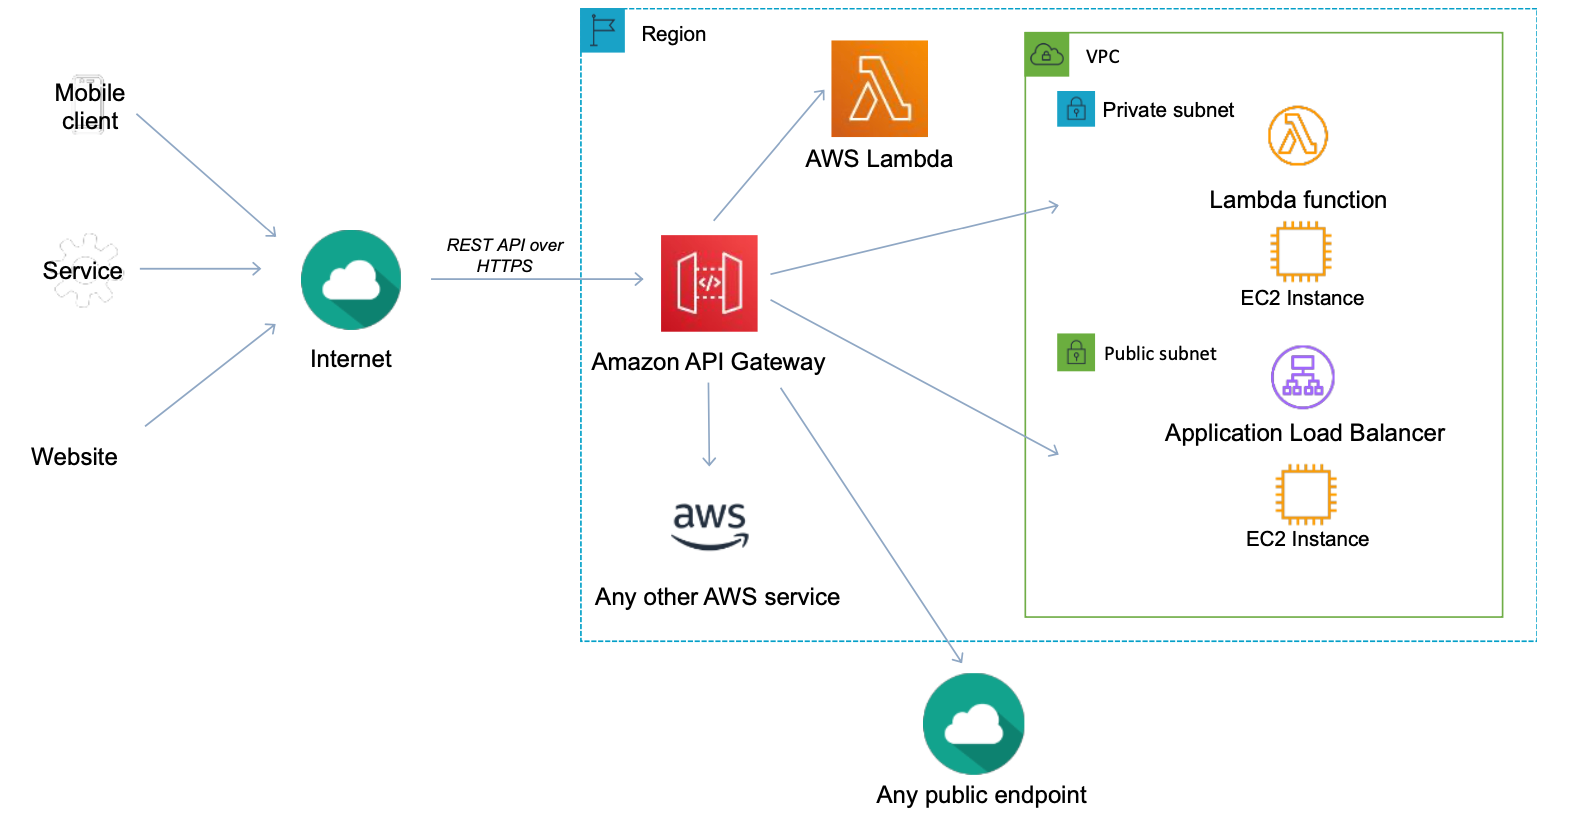 Mobile
client
Service
Website
Internet
REST API over
HTTPS
Region
AWS Lambda
</>
Amazon API Gateway
aws
Any other AWS service
VPC
Private subnet
Lambda function
EC2 Instance
Public subnet
Application Load Balancer
EC2 Instance
Any public endpoint